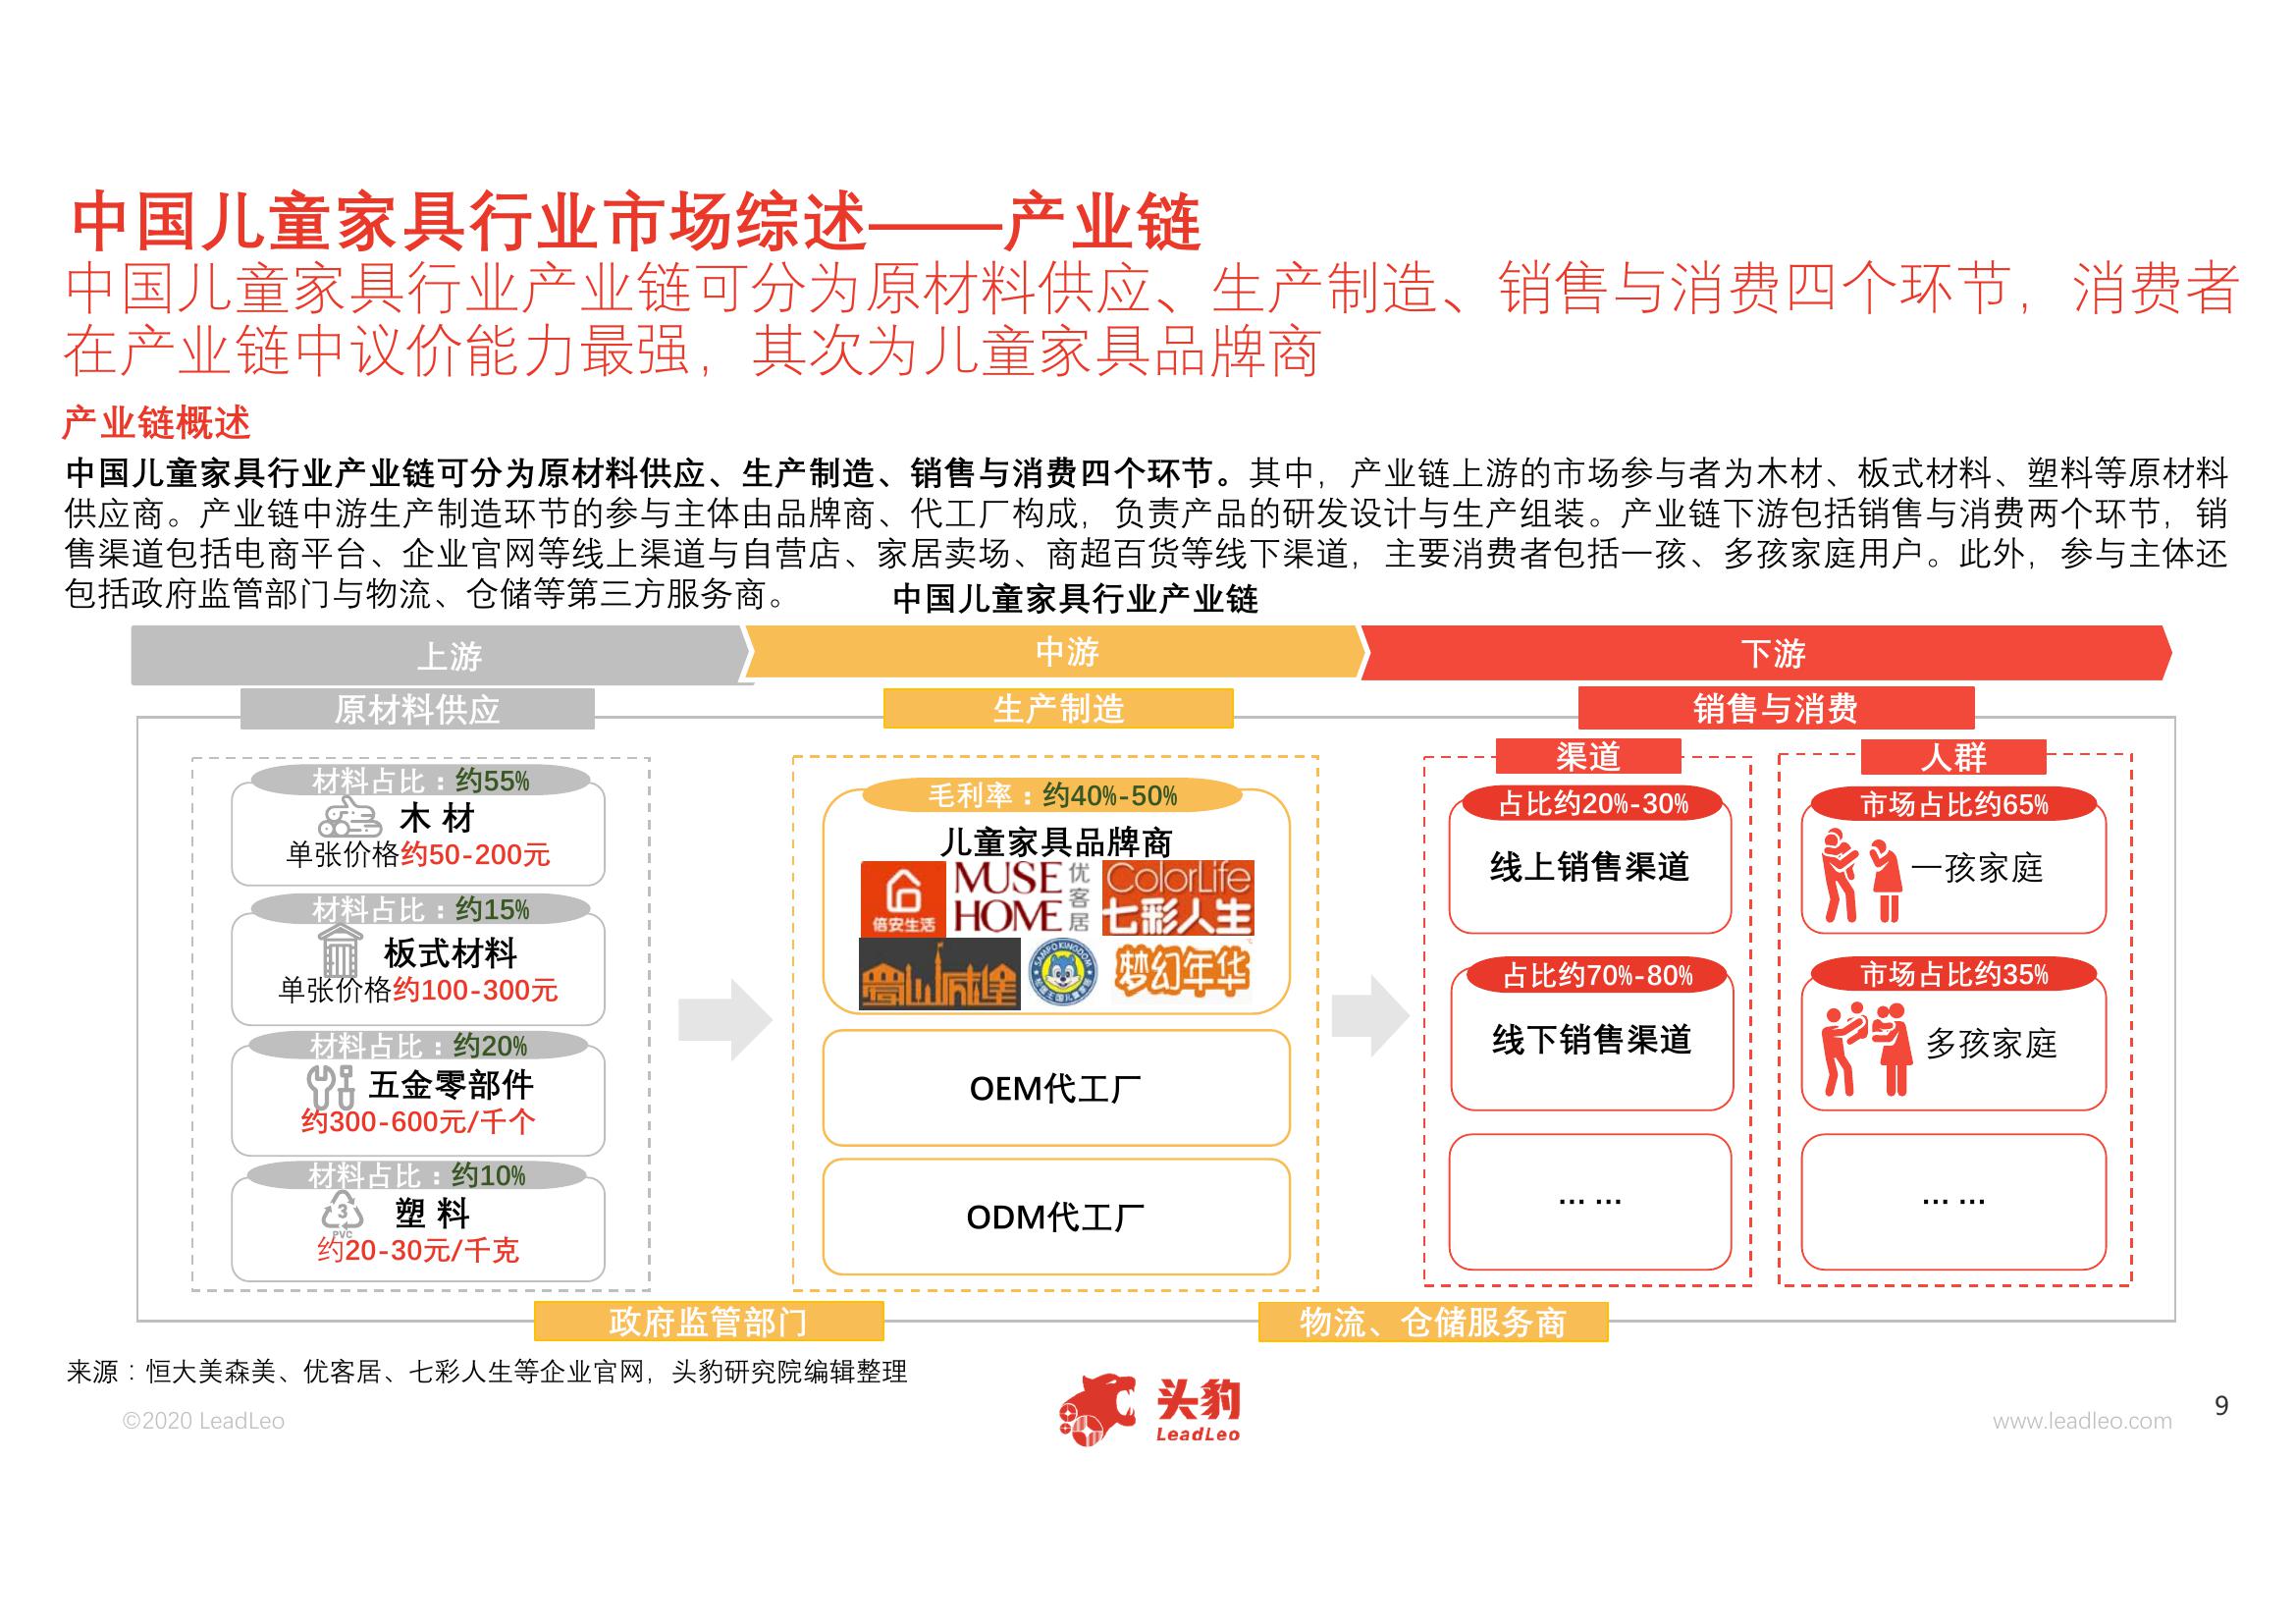 中国儿童家具行业市场综述——产业链
中国儿童家具行业产业链可分为原材料供应、生产制造、销售与消费四个环节，消费者
在产业链中议价能力最强，其次为儿童家具品牌商
产业链概述
中国儿童家具行业产业链可分为原材料供应、生产制造、销售与消费四个环节。其中，产业链上游的市场参与者为木材、板式材料、塑料等原材料
供应商。产业链中游生产制造环节的参与主体由品牌商、代工厂构成，负责产品的研发设计与生产组装。产业链下游包括销售与消费两个环节，销
售渠道包括电商平台、企业官网等线上渠道与自营店、家居卖场、商超百货等线下渠道，主要消费者包括一孩、多孩家庭用户。此外，参与主体还
包括政府监管部门与物流、仓储等第三方服务商。
中国儿童家具行业产业链
上游
中游
下游
原材料供应
生产制造
销售与消费
材料占比：约55%
木 材
单张价格约50-200元
材料占比：约15%
板式材料
单张价格约100-300元
材料占比：约20%
五金零部件
约300-600元/千个
材料占比：约10%
3
PVC
塑 料
约20-30元/千克
毛利率：约40%-50%
儿童家具品牌商
倍安生活
MUSE
HOME
优客居
ColorLife
七彩人生
SAMPO KINGDOM
梦幻年华
OEM代工厂
ODM代工厂
渠道
占比约20%-30%
线上销售渠道
占比约70%-80%
线下销售渠道
... ...
人群
市场占比约65%
一孩家庭
市场占比约35%
多孩家庭
... ...
政府监管部门
物流、仓储服务商
来源：恒大美森美、优客居、七彩人生等企业官网，头豹研究院编辑整理
©2020 LeadLeo
头豹
LeadLeo
www.leadleo.com
9